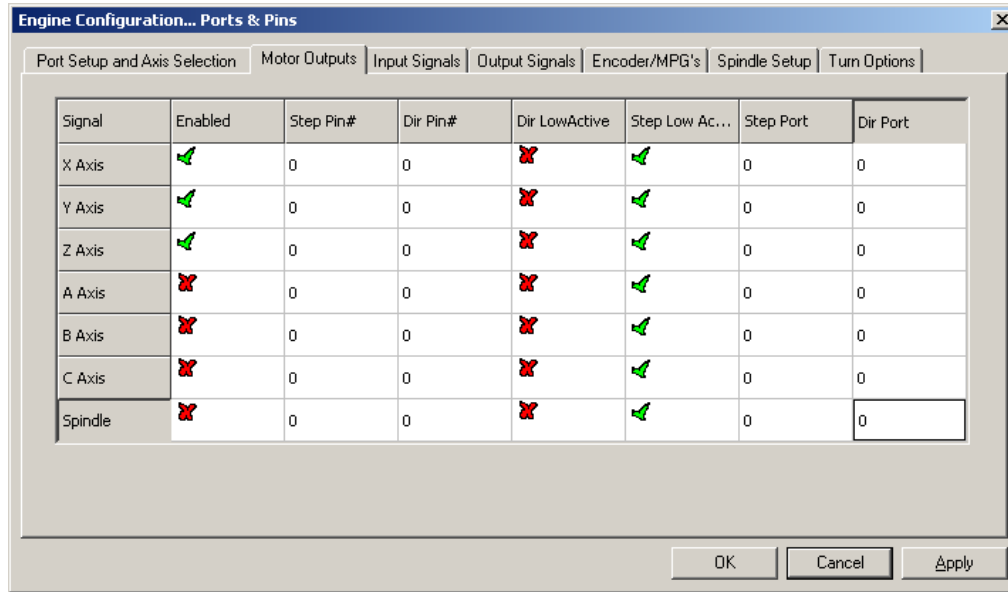 Engine Configuration... Ports & Pins
Port Setup and Axis Selection Motor Outputs Input Signals Output Signals Encoder/MPG's Spindle Setup Turn Options
Signal Enabled Step Pin# Dir Pin# Dir LowActive Step Low Ac... Step Port Dir Port
X Axis 0 0 0 0
Y Axis 0 0 0 0
Z Axis 0 0 0 0
A Axis 0 0 0 0
B Axis 0 0 0 0
C Axis 0 0 0 0
Spindle 0 0 0 0
OK Cancel Apply